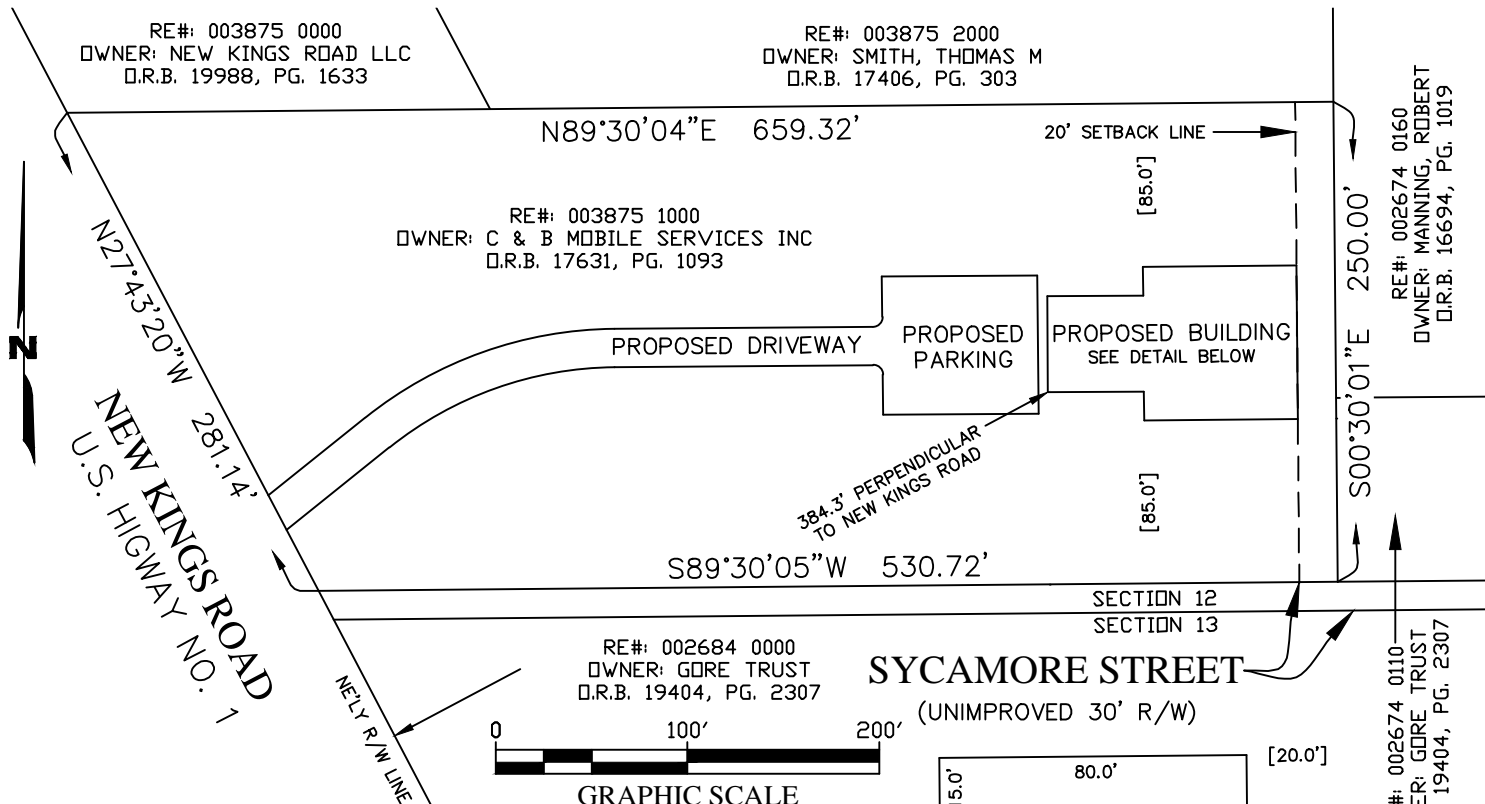 RE#: 003875 0000
OWNER: NEW KINGS ROAD LLC
O.R.B. 19988, PG. 1633
RE#: 003875 2000
OWNER: SMITH, THOMAS M
O.R.B. 17406, PG. 303
N89°30'04"E 659.32'
20' SETBACK LINE
[85.0']
RE#: 002674 0160
OWNER: MANNING, ROBERT
O.R.B. 16694, PG. 1019
RE#: 003875 1000
OWNER: C & B MOBILE SERVICES INC
O.R.B. 17631, PG. 1093
N27°43'20"W 281.14'
S00°30'01"E 250.00'
N
PROPOSED DRIVEWAY
PROPOSED
PARKING
PROPOSED BUILDING
SEE DETAIL BELOW
NEW KINGS ROAD
U.S. HIGWAY NO. 1
384.3' PERPENDICULAR
TO NEW KINGS ROAD
[85.0']
S89°30'05"W 530.72'
SECTION 12
SECTION 13
RE#: 002684 0000
OWNER: GORE TRUST
O.R.B. 19404, PG. 2307
SYCAMORE STREET
(UNIMPROVED 30' R/W)
NE'LY R/W LINE
0 100' 200'
GRAPHIC SCALE
80.0'
5.0'
[20.0']
#: 002674 0110
ER: GORE TRUST
19404, PG. 2307